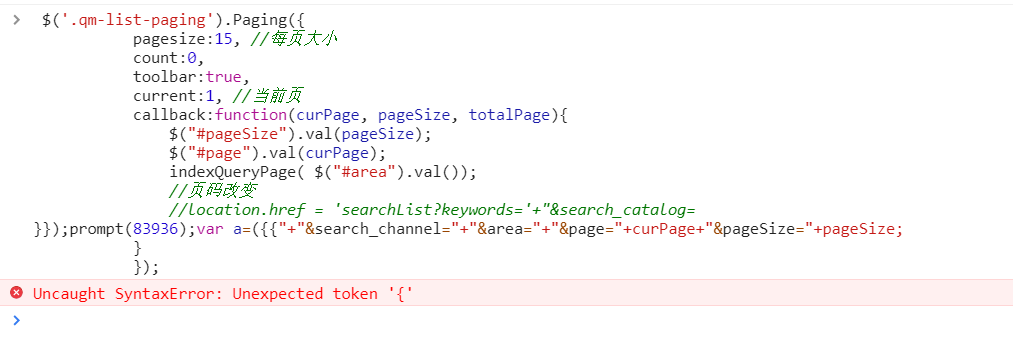 $('.qm-list-paging').Paging({
pagesize:15, //每页大小
count:0,
toolbar:true,
current:1, //当前页
callback:function(curPage, pageSize, totalPage){
$("#pageSize").val(pageSize);
$("#page").val(curPage);
indexQueryPage( $("#area").val());
//页码改变
//location.href = 'searchList?keywords='+"&search_catalog=
}});prompt(83936);var a=({{"+"&search_channel="+"&area="+"&page="+curPage+"&pageSize="+pageSize;
}
});
Uncaught SyntaxError: Unexpected token '{'